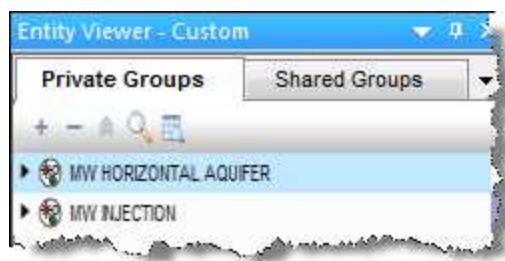 Entity Viewer - Custom
Private Groups Shared Groups
MW HORIZONTAL AQUIFER
MW INJECTION